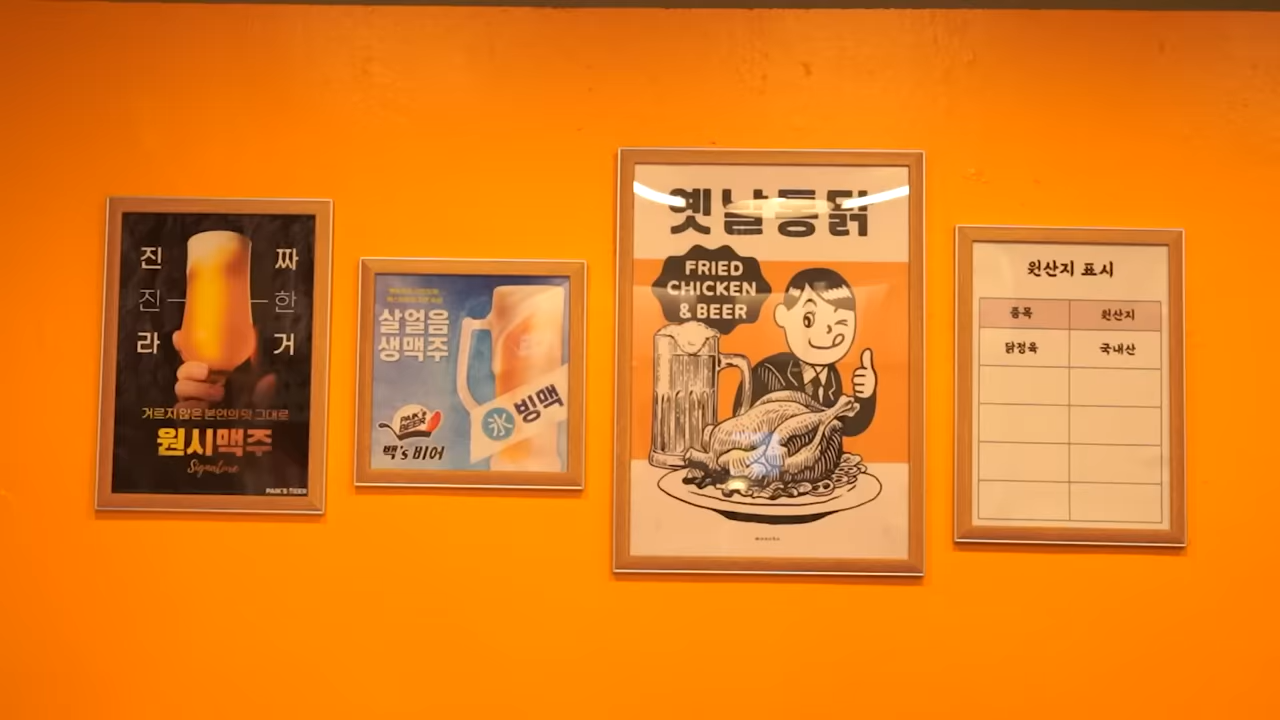 진 짜
진 한
라 거
거르지 않은 본연의 맛 그대로
원시맥주
Signature
PAIK'S BEER
살얼음
생맥주
氷 빙맥
PAIK'S
BEER
백's 비어
옛날통닭
FRIED
CHICKEN
& BEER
원산지 표시
품목 원산지
닭정육 국내산